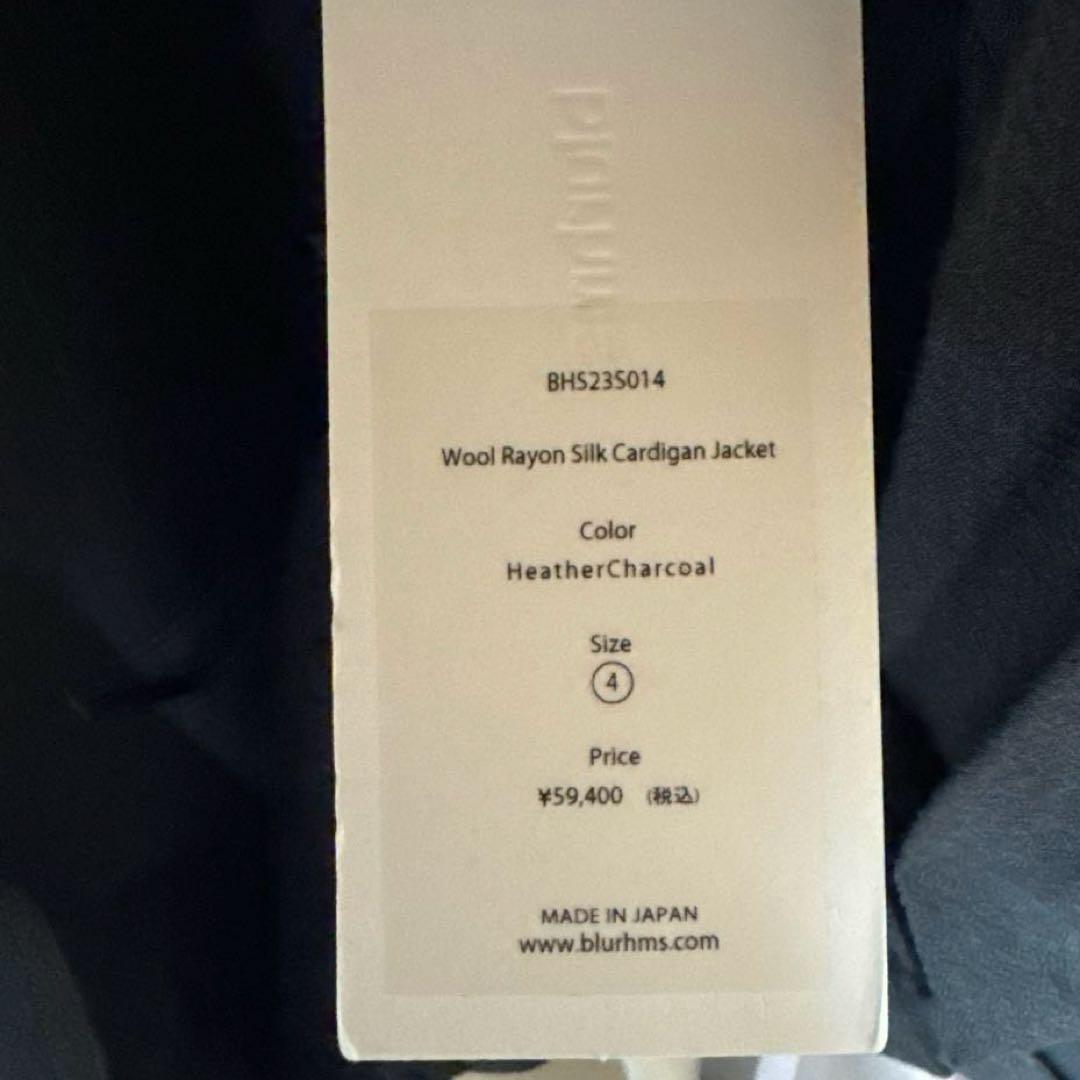 BHS23S014
Wool Rayon Silk Cardigan Jacket
Color
HeatherCharcoal
Size
4
Price
¥59,400 (税込)
MADE IN JAPAN
www.blurhms.com